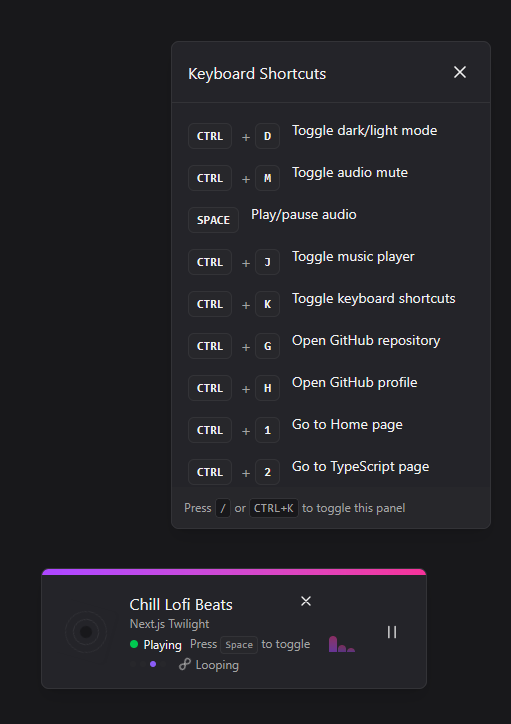 Keyboard Shortcuts
CTRL + D Toggle dark/light mode
CTRL + M Toggle audio mute
SPACE Play/pause audio
CTRL + J Toggle music player
CTRL + K Toggle keyboard shortcuts
CTRL + G Open GitHub repository
CTRL + H Open GitHub profile
CTRL + 1 Go to Home page
CTRL + 2 Go to TypeScript page
Press / or CTRL+K to toggle this panel
Chill Lofi Beats
Next.js Twilight
Playing Press Space to toggle
Looping